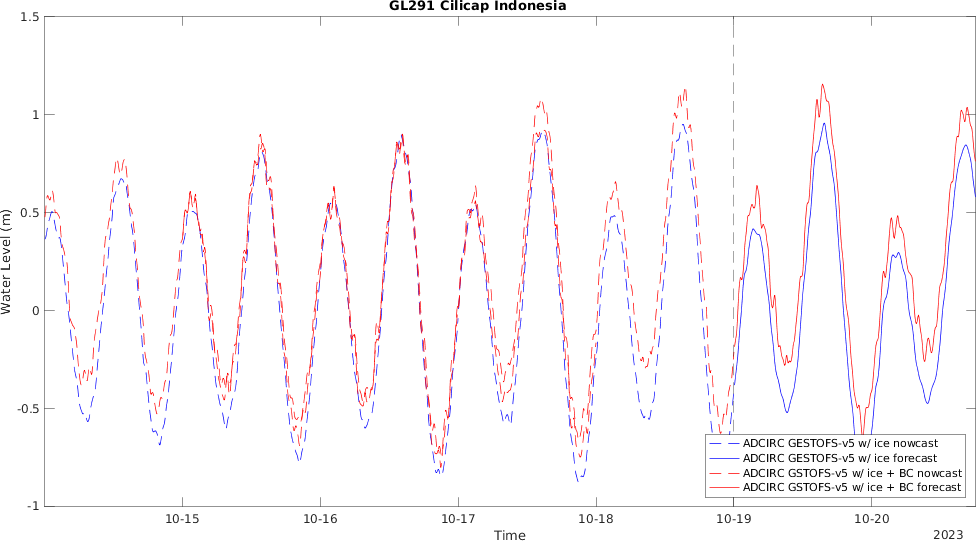 GL291 Cilicap Indonesia
1.5
1
0.5
0
-0.5
-1
Water Level (m)
10-15
10-16
10-17
10-18
10-19
10-20
Time
2023
ADCIRC GESTOFS-v5 w/ ice nowcast
ADCIRC GESTOFS-v5 w/ ice forecast
ADCIRC GSTOFS-v5 w/ ice + BC nowcast
ADCIRC GSTOFS-v5 w/ ice + BC forecast